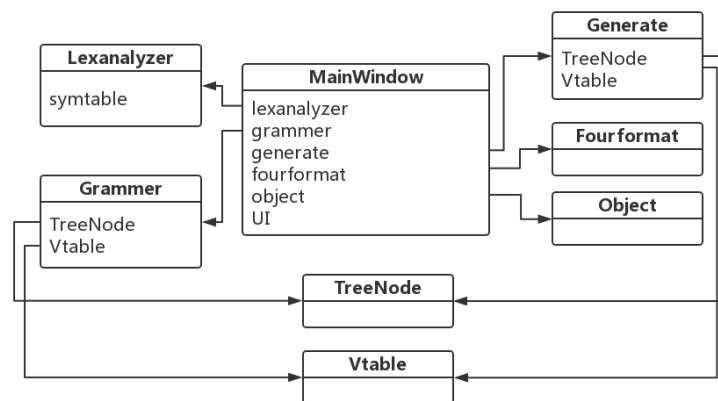 Lexanalyzer
symtable
MainWindow
lexanalyzer
grammer
generate
fourformat
object
UI
Generate
TreeNode
Vtable
Fourformat
Object
Grammer
TreeNode
Vtable
TreeNode
Vtable